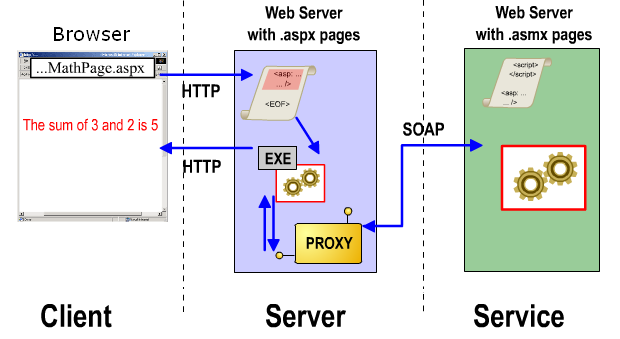 Browser
...MathPage.aspx
The sum of 3 and 2 is 5
HTTP
HTTP
Web Server
with .aspx pages
<asp: ...
... />
<EOF>
EXE
PROXY
SOAP
Web Server
with .asmx pages
<script>
</script>
<asp: ...
... />
Client
Server
Service